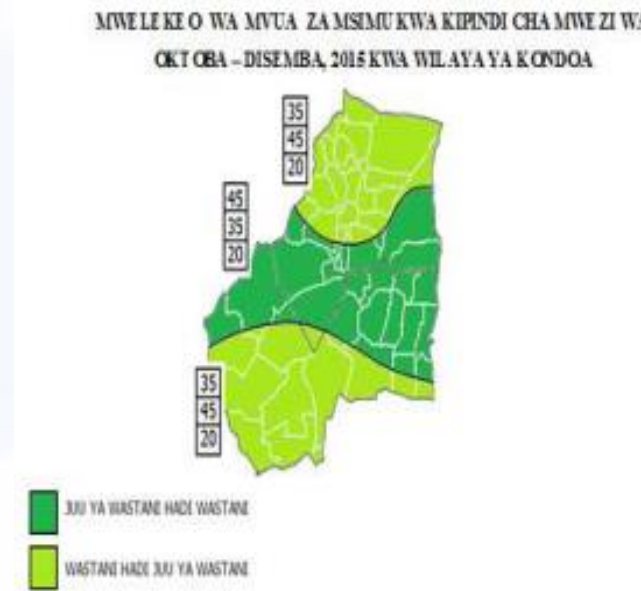 MWELEKEO WA MVUA ZA MSIMU KWA KIPINDI CHA MWEZI WA
OKTOBA – DISEMBA, 2015 KWA WILAYA YA KONDOA
35
45
20
45
35
20
35
45
20
JUU YA WASTANI HADI WASTANI
WASTANI HADI JUU YA WASTANI